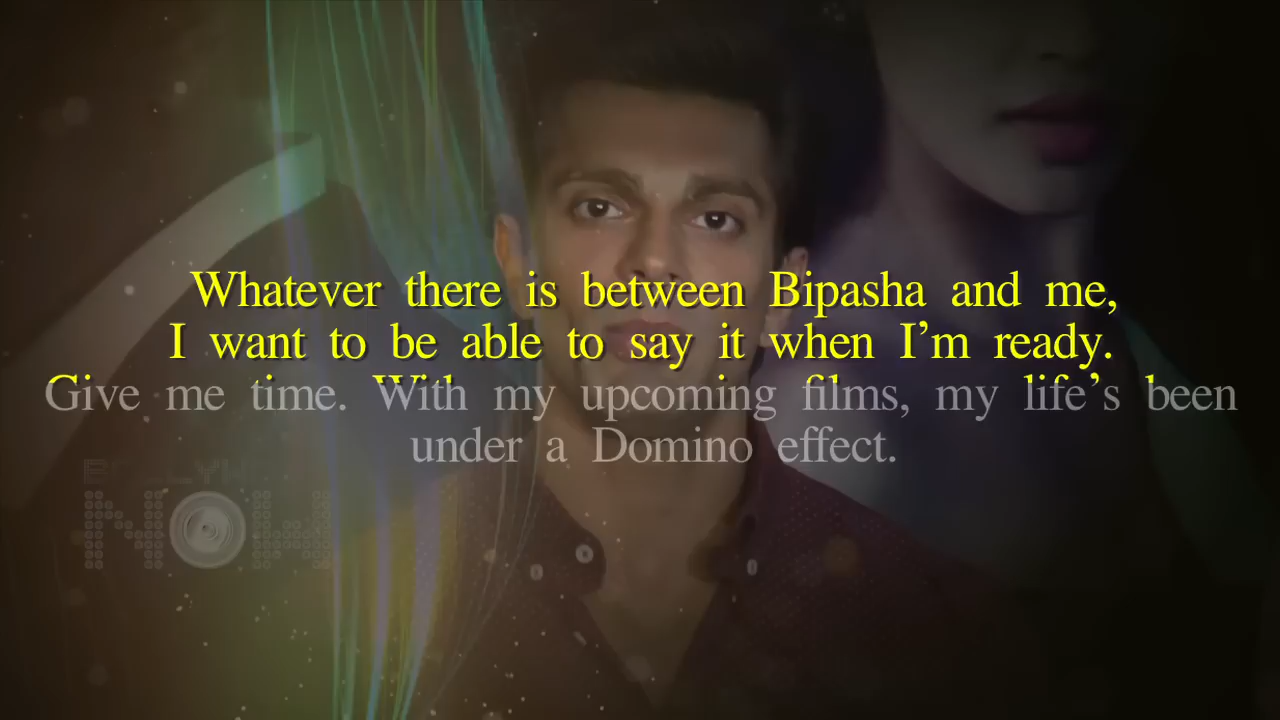 Whatever there is between Bipasha and me,
I want to be able to say it when I’m ready.
Give me time. With my upcoming films, my life’s been
under a Domino effect.
NOW